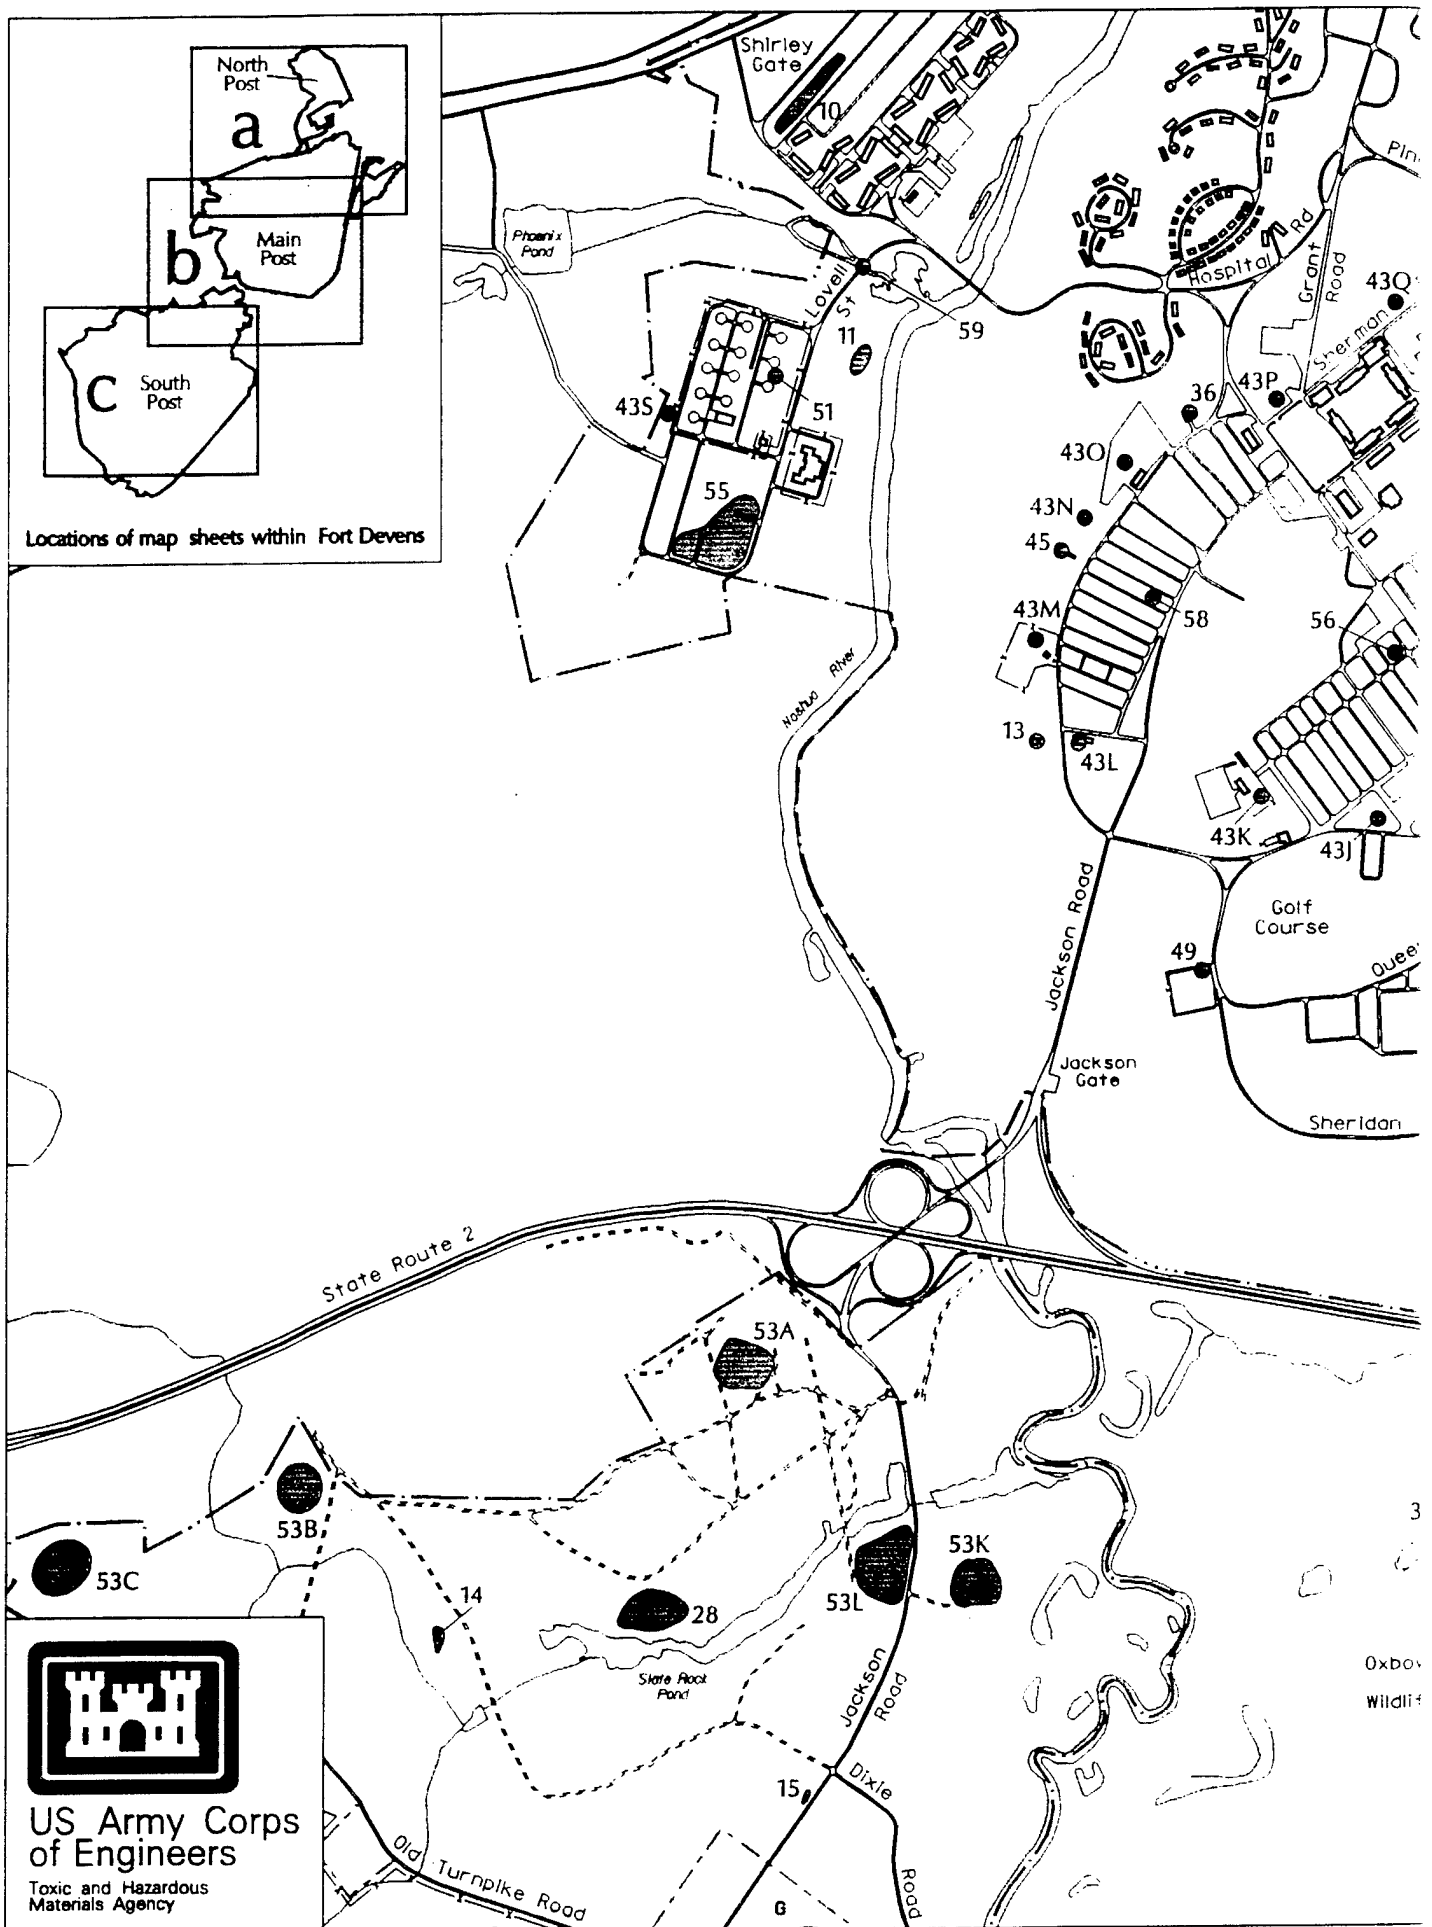 North
Post
a
b
Main
Post
C
South
Post
Locations of map sheets within Fort Devens
Shirley
Gate
10
Phoenix
Pond
Lovell
St
59
11
51
43S
55
Hospital
Rd
Grant
Road
43Q
Sherman
43P
36
43O
43N
45
43M
58
56
Nashua River
13
43L
43K
43J
Golf
Course
49
Jackson Road
Jackson
Gate
Sheridan
State Route 2
53A
53B
53C
53K
53L
14
28
Slate Rock
Pond
Jackson
Road
15
Dixie
Road
Old Turnpike Road
G
3
US Army Corps
of Engineers
Toxic and Hazardous
Materials Agency